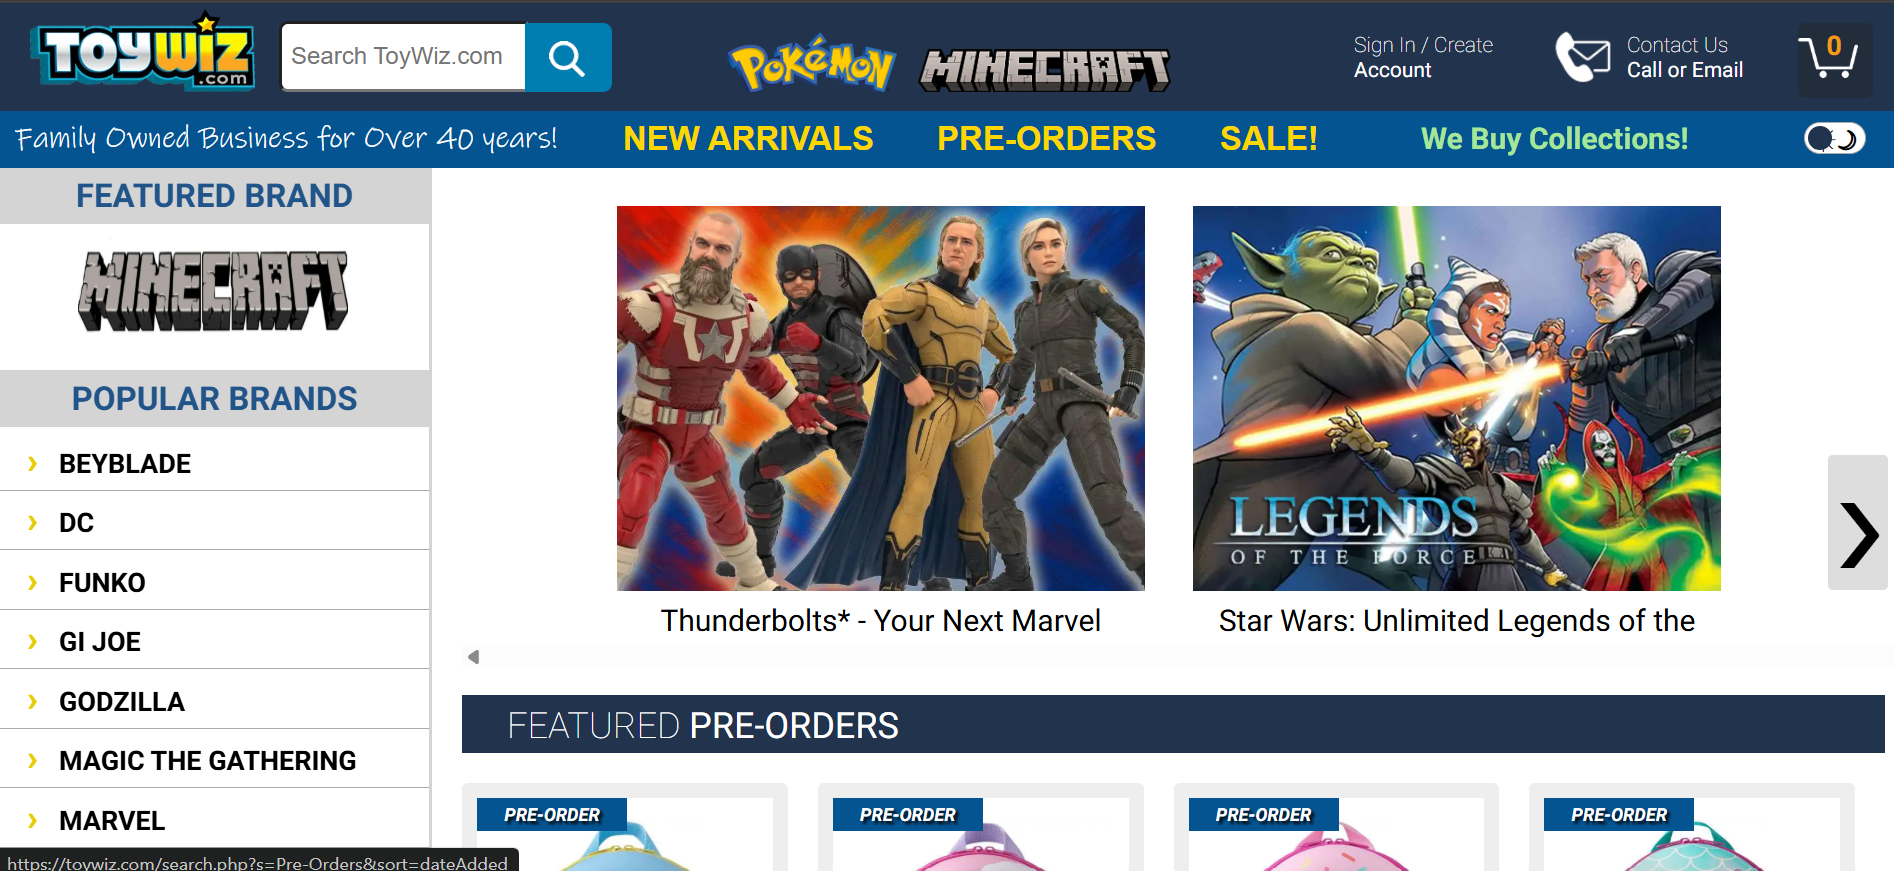 TOYWIZ
.com
Search ToyWiz.com
POKéMON
MINECRAFT
Sign In / Create
Account
Contact Us
Call or Email
0
Family Owned Business for Over 40 years!
NEW ARRIVALS
PRE-ORDERS
SALE!
We Buy Collections!
FEATURED BRAND
MINECRAFT
POPULAR BRANDS
BEYBLADE
DC
FUNKO
GI JOE
GODZILLA
MAGIC THE GATHERING
MARVEL
LEGENDS
OF THE FORCE
Thunderbolts* - Your Next Marvel
Star Wars: Unlimited Legends of the
FEATURED PRE-ORDERS
PRE-ORDER
PRE-ORDER
PRE-ORDER
PRE-ORDER
https://toywiz.com/search.php?s=Pre-Orders&sort=dateAdded